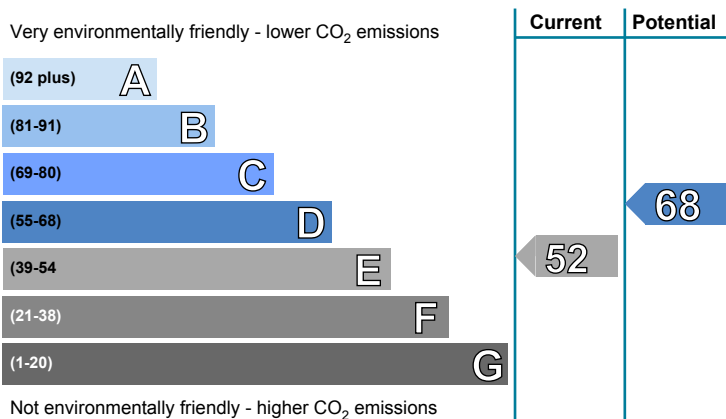 Very environmentally friendly - lower CO2 emissions
Current
Potential
(92 plus) A
(81-91) B
(69-80) C
(55-68) D
68
(39-54 E
52
(21-38) F
(1-20) G
Not environmentally friendly - higher CO2 emissions